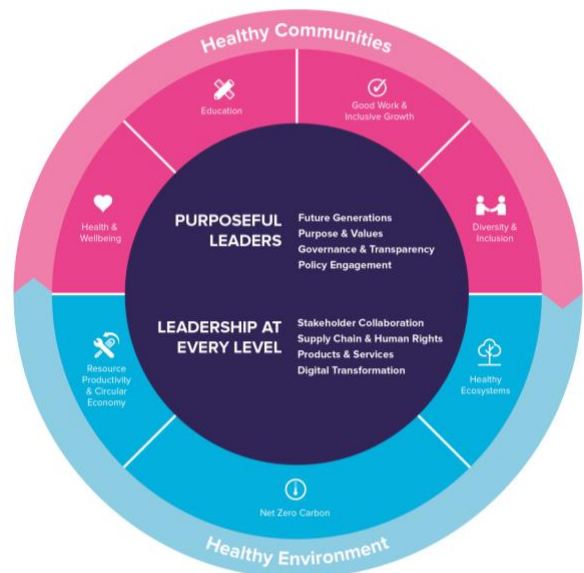 Healthy Communities
Education
Good Work &
Inclusive Growth
Health &
Wellbeing
Diversity &
Inclusion
PURPOSEFUL
LEADERS
Future Generations
Purpose & Values
Governance & Transparency
Policy Engagement
LEADERSHIP AT
EVERY LEVEL
Stakeholder Collaboration
Supply Chain & Human Rights
Products & Services
Digital Transformation
Resource
Productivity
& Circular
Economy
Healthy
Ecosystems
Net Zero Carbon
Healthy Environment